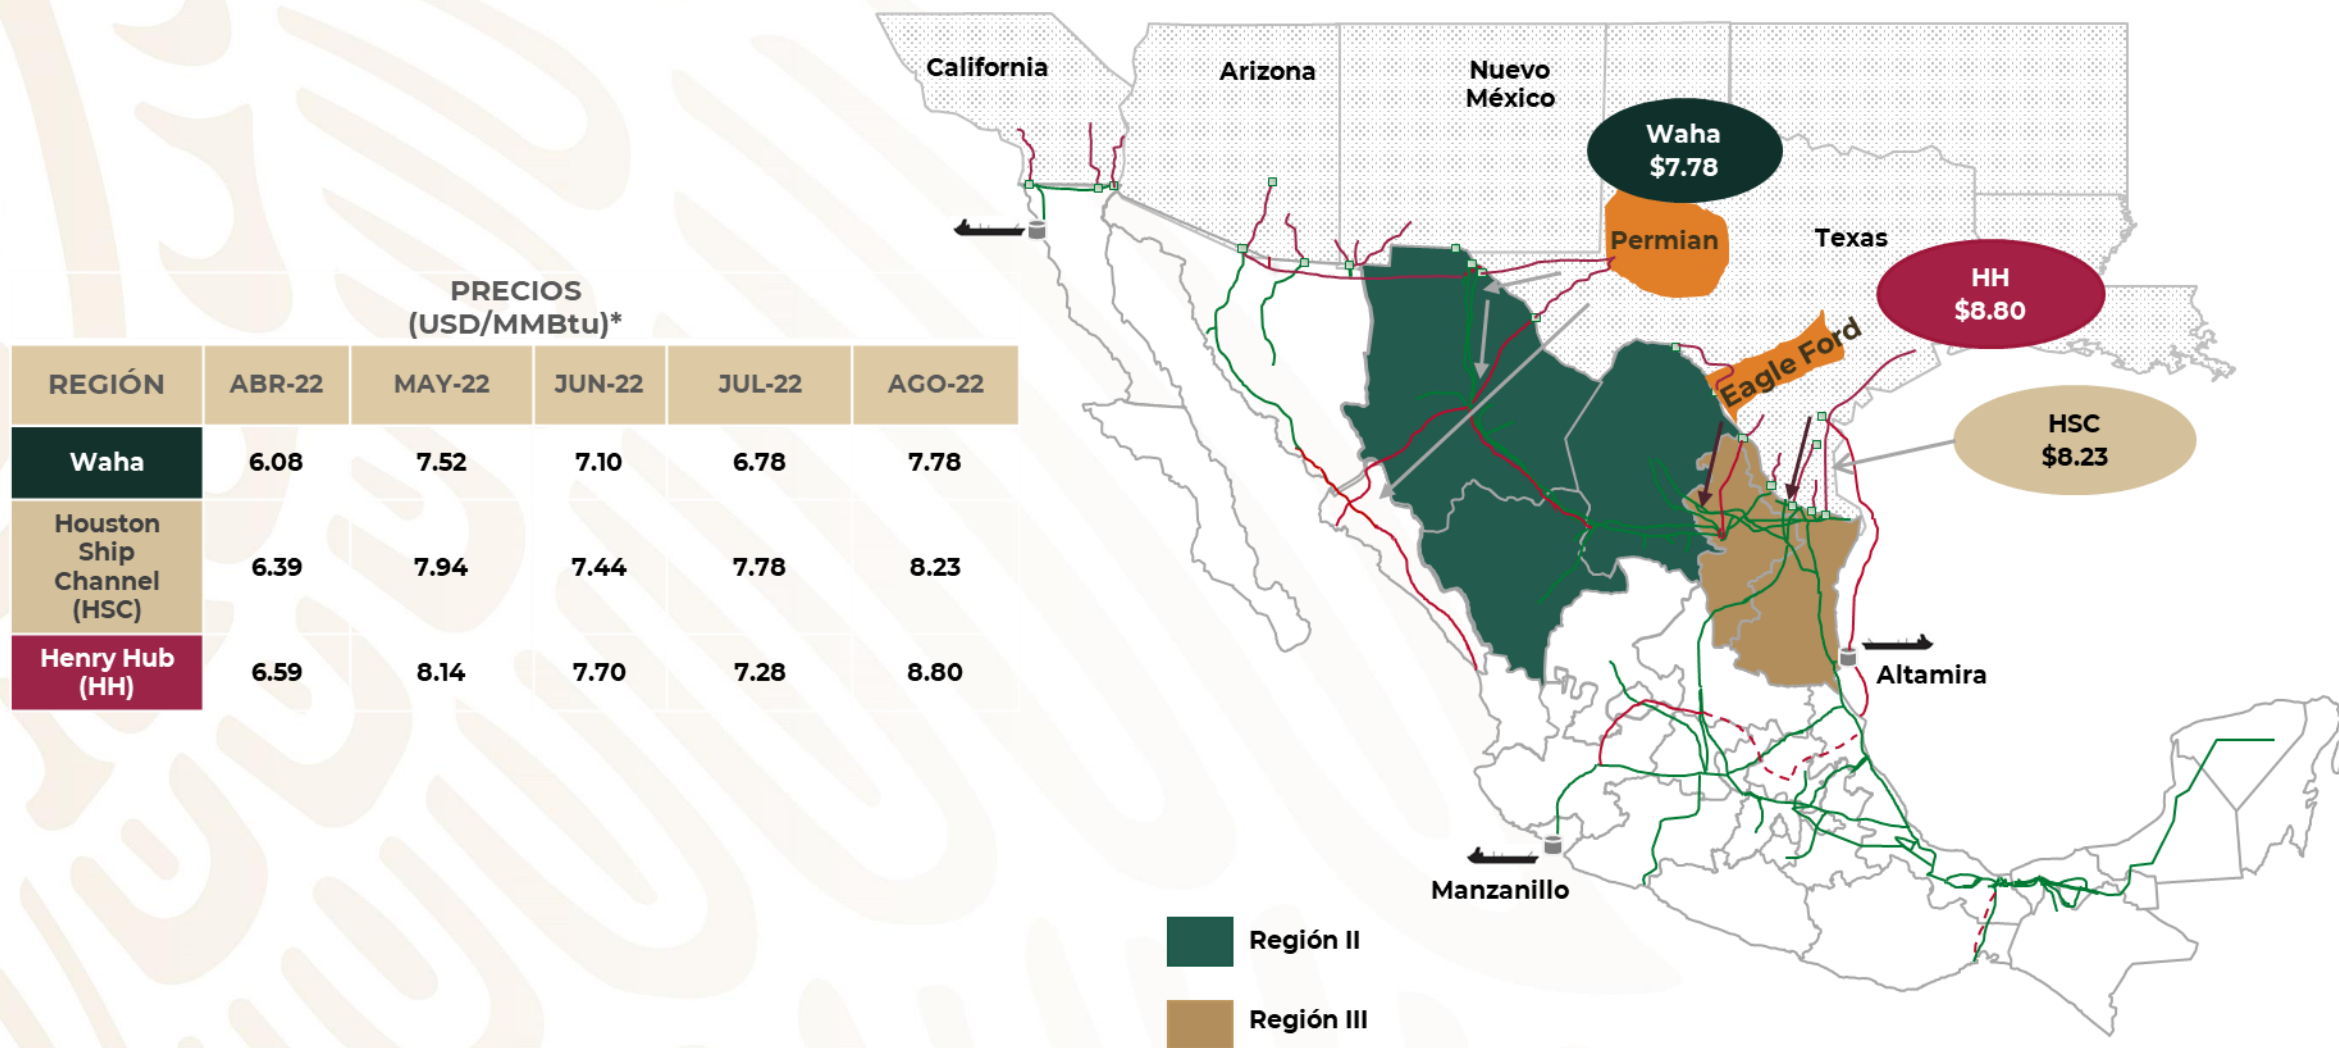 PRECIOS
(USD/MMBtu)*
REGIÓN ABR-22 MAY-22 JUN-22 JUL-22 AGO-22
Waha 6.08 7.52 7.10 6.78 7.78
Houston
Ship
Channel
(HSC)
6.39 7.94 7.44 7.78 8.23
Henry Hub
(HH)
6.59 8.14 7.70 7.28 8.80
California
Arizona
Nuevo
México
Waha
$7.78
Permian
Texas
HH
$8.80
Eagle Ford
HSC
$8.23
Altamira
Manzanillo
Región II
Región III